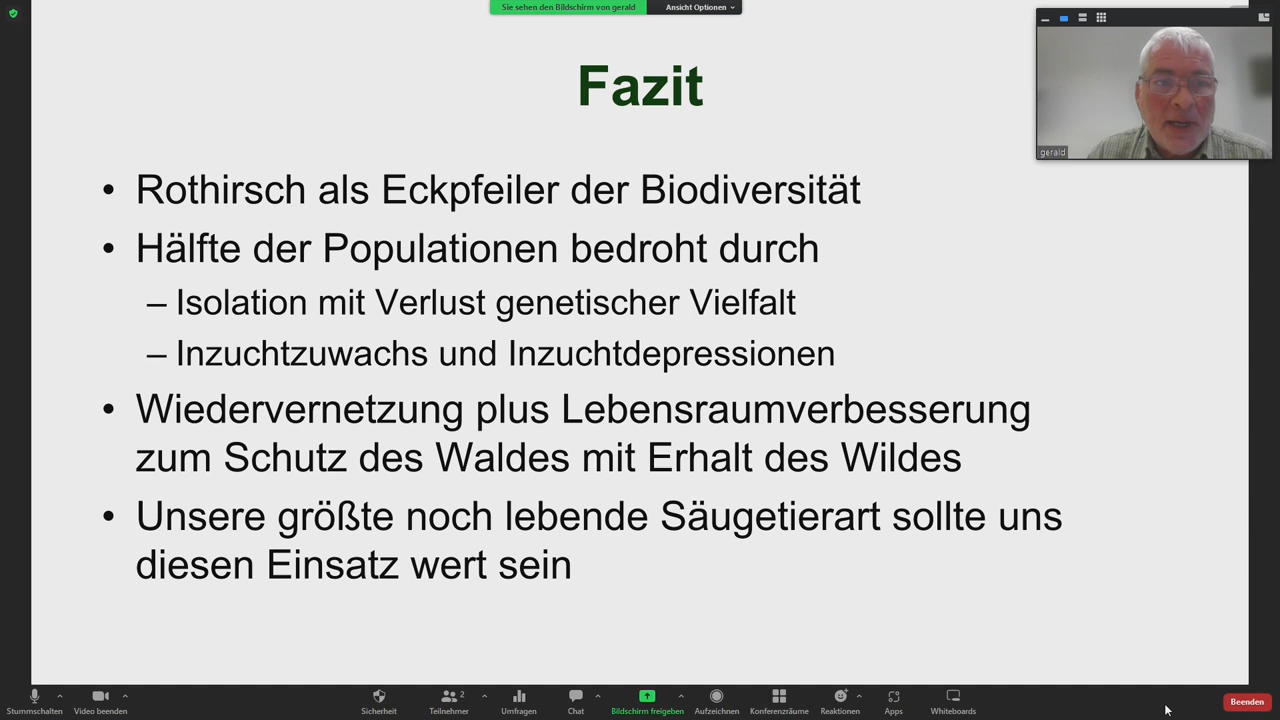 Sie sehen den Bildschirm von gerald
Ansicht Optionen
gerald
Fazit
• Rothirsch als Eckpfeiler der Biodiversität
• Hälfte der Populationen bedroht durch
– Isolation mit Verlust genetischer Vielfalt
– Inzuchtzuwachs und Inzuchtdepressionen
• Wiedervernetzung plus Lebensraumverbesserung
zum Schutz des Waldes mit Erhalt des Wildes
• Unsere größte noch lebende Säugetierart sollte uns
diesen Einsatz wert sein
Stummschalten
Video beenden
Sicherheit
2
Teilnehmer
Umfragen
Chat
Bildschirm freigeben
Aufzeichnen
Konferenzräume
Reaktionen
Apps
Whiteboards
Beenden